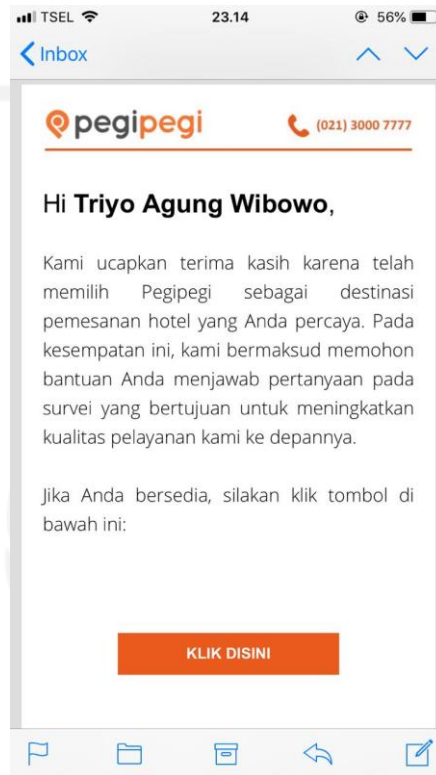 TSEL 23.14 56%
Inbox
pegipegi (021) 3000 7777
Hi Triyo Agung Wibowo,
Kami ucapkan terima kasih karena telah
memilih Pegipegi sebagai destinasi
pemesanan hotel yang Anda percaya. Pada
kesempatan ini, kami bermaksud memohon
bantuan Anda menjawab pertanyaan pada
survei yang bertujuan untuk meningkatkan
kualitas pelayanan kami ke depannya.
Jika Anda bersedia, silakan klik tombol di
bawah ini:
KLIK DISINI